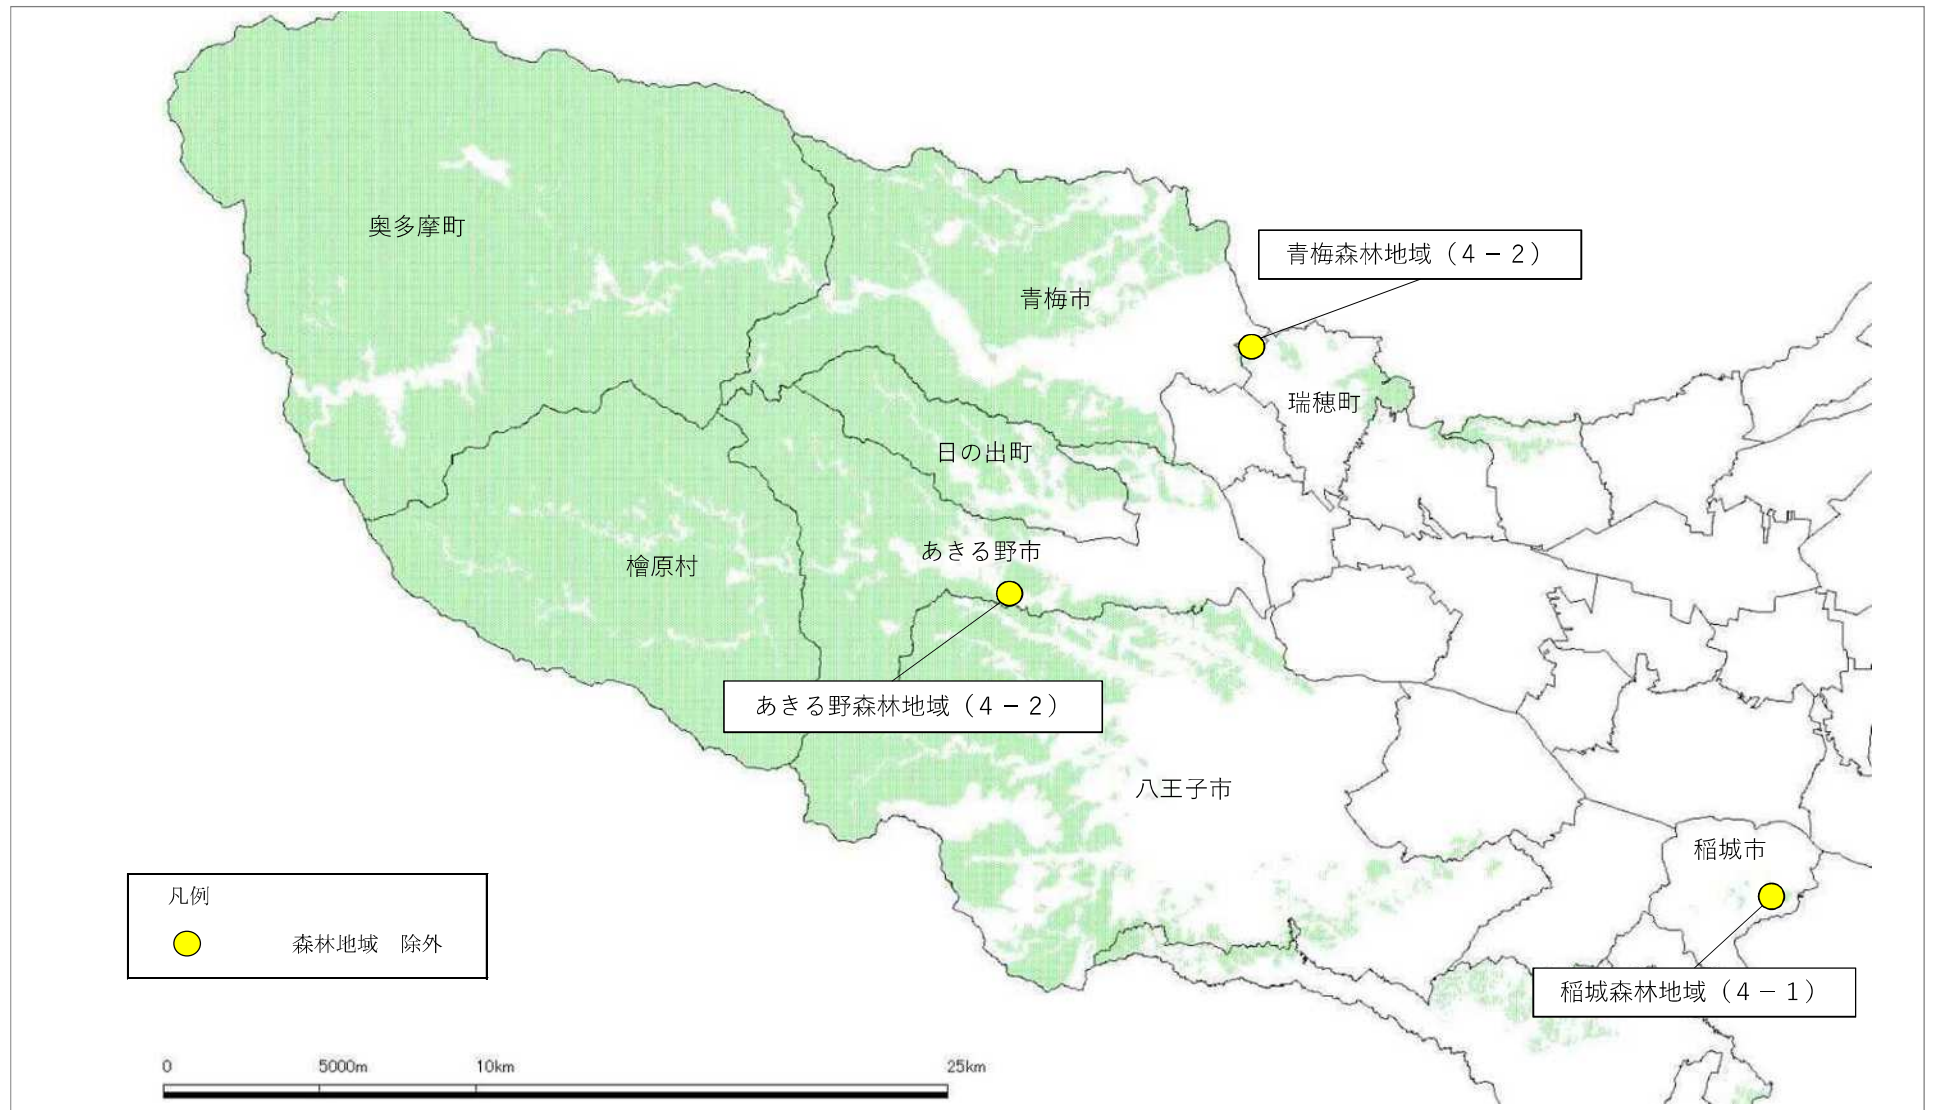 奥多摩町
青梅森林地域（４－２）
青梅市
瑞穂町
日の出町
あきる野市
檜原村
あきる野森林地域（４－２）
八王子市
稲城市
凡例
森林地域　除外
稲城森林地域（４－１）
0 5000m 10km 25km